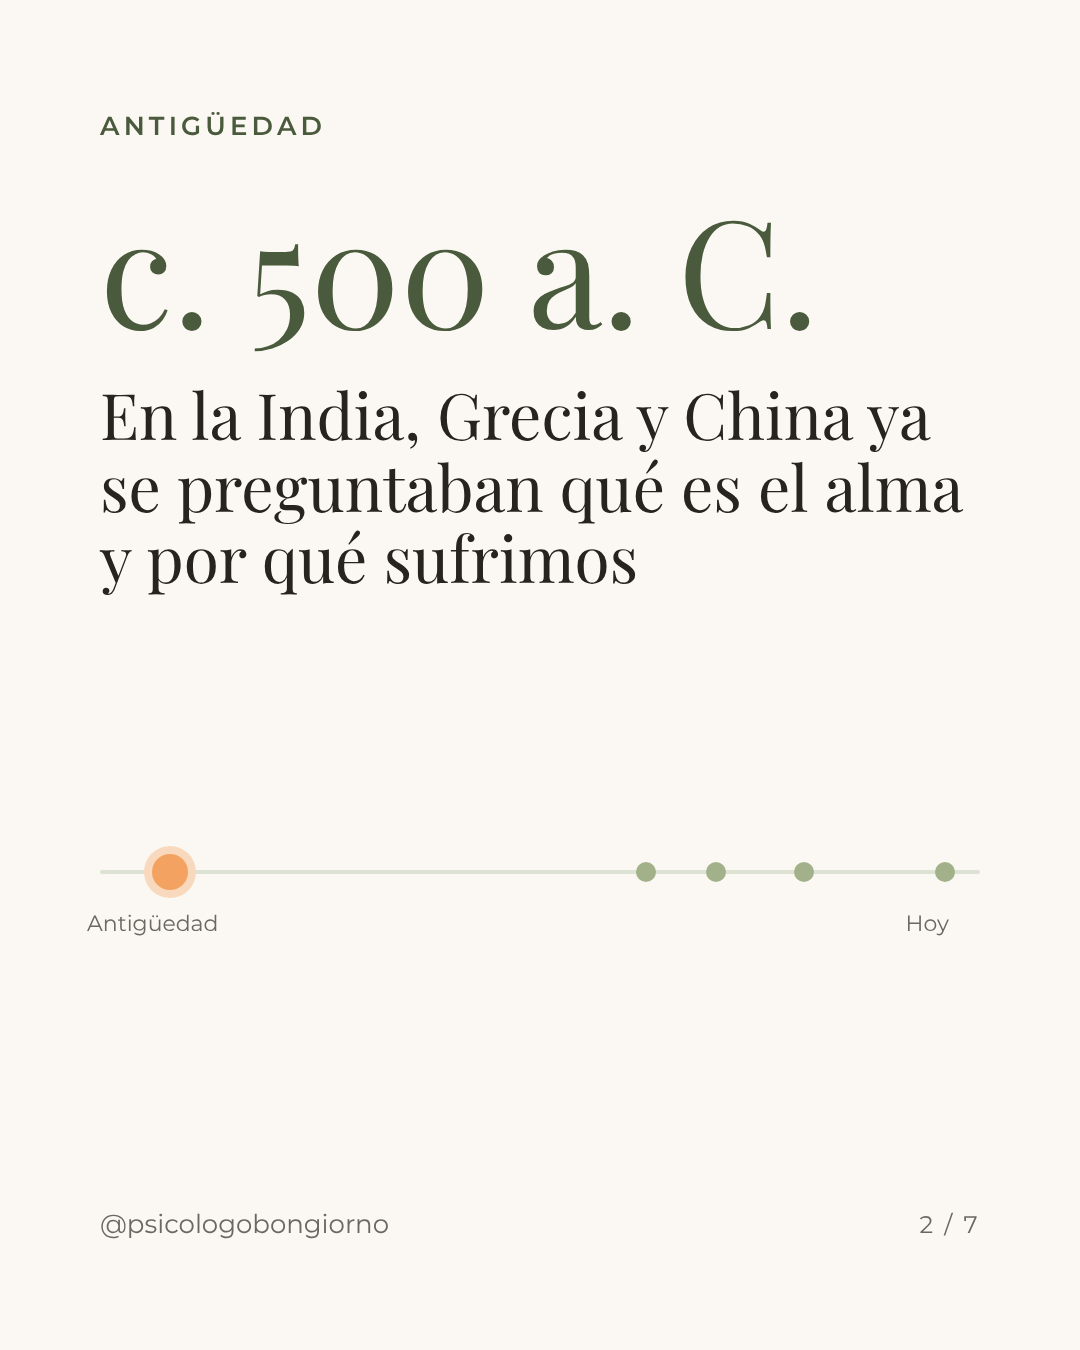 ANTIGÜEDAD
c. 500 a. C.
En la India, Grecia y China ya
se preguntaban qué es el alma
y por qué sufrimos
Antigüedad
Hoy
@psicologobongiorno
2 / 7